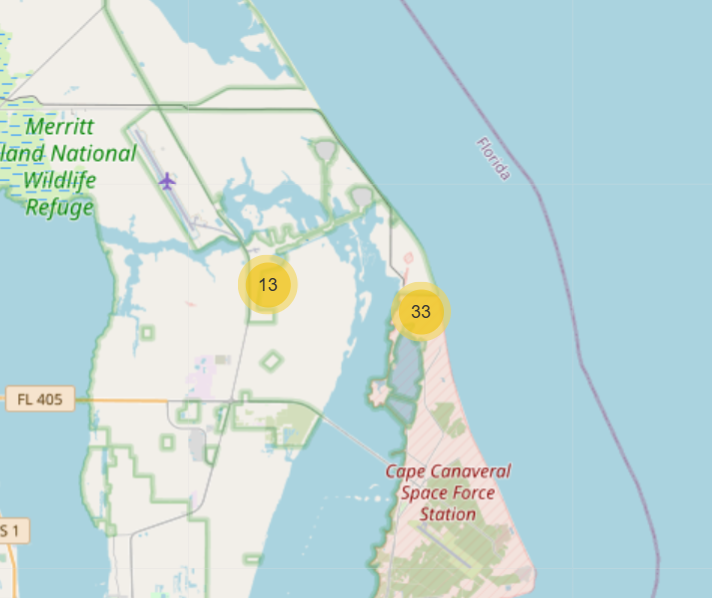 Merritt
land National
Wildlife
Refuge
Florida
13
33
FL 405
Cape Canaveral
Space Force
Station
S 1